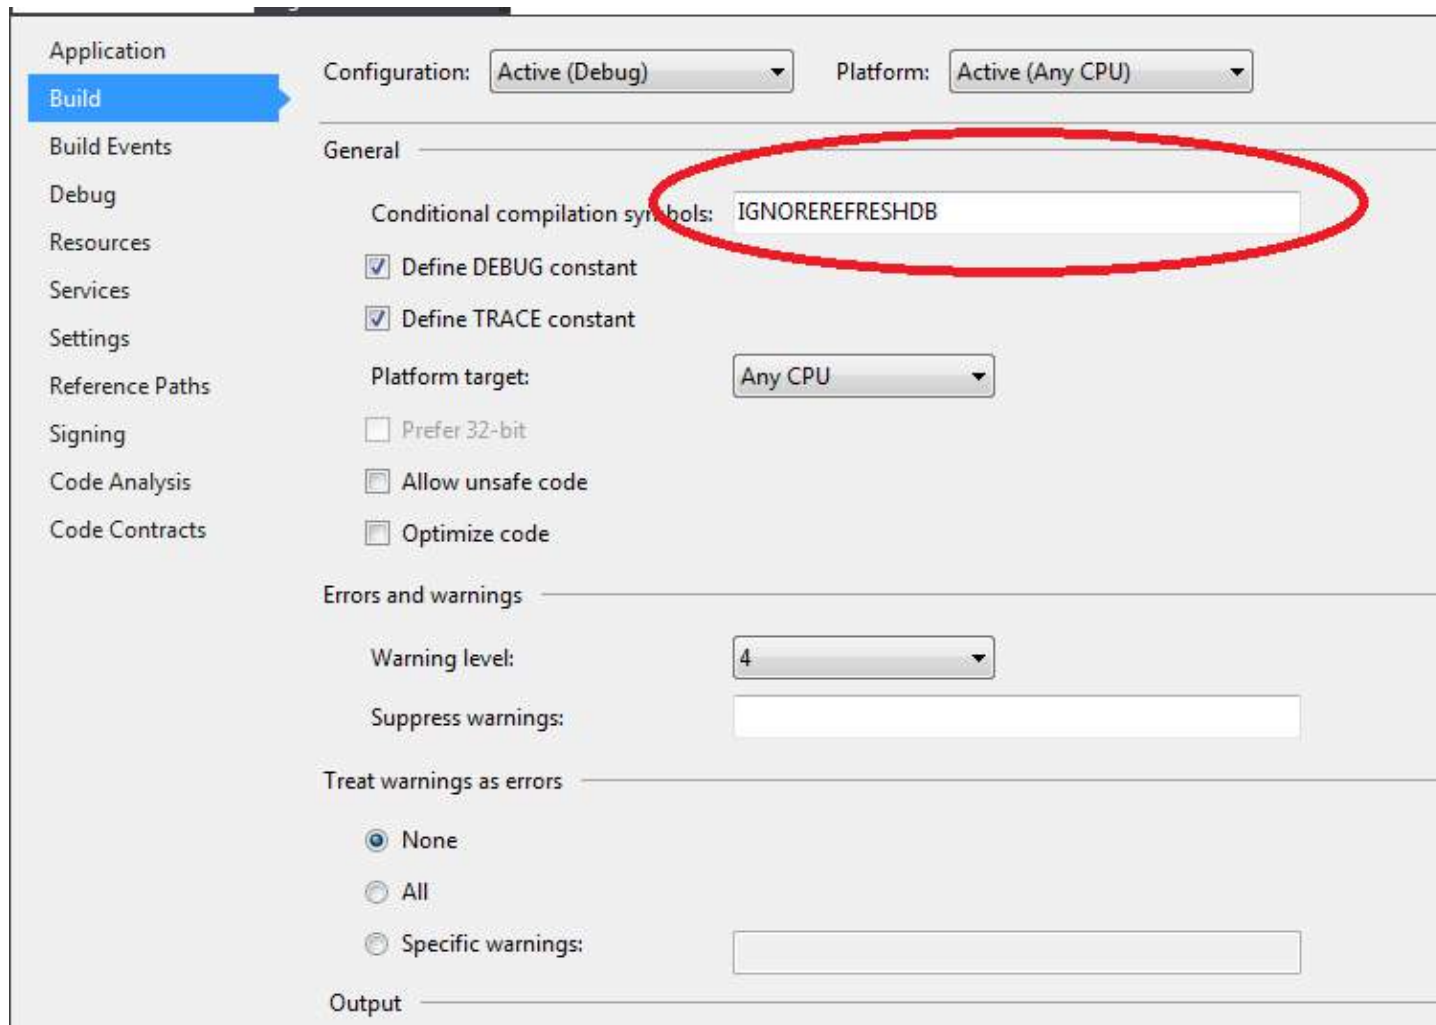 Application
Build
Build Events
Debug
Resources
Services
Settings
Reference Paths
Signing
Code Analysis
Code Contracts
Configuration: Active (Debug) Platform: Active (Any CPU)
General
Conditional compilation symbols: IGNOREREFRESHDB
Define DEBUG constant
Define TRACE constant
Platform target: Any CPU
Prefer 32-bit
Allow unsafe code
Optimize code
Errors and warnings
Warning level: 4
Suppress warnings:
Treat warnings as errors
None
All
Specific warnings:
Output